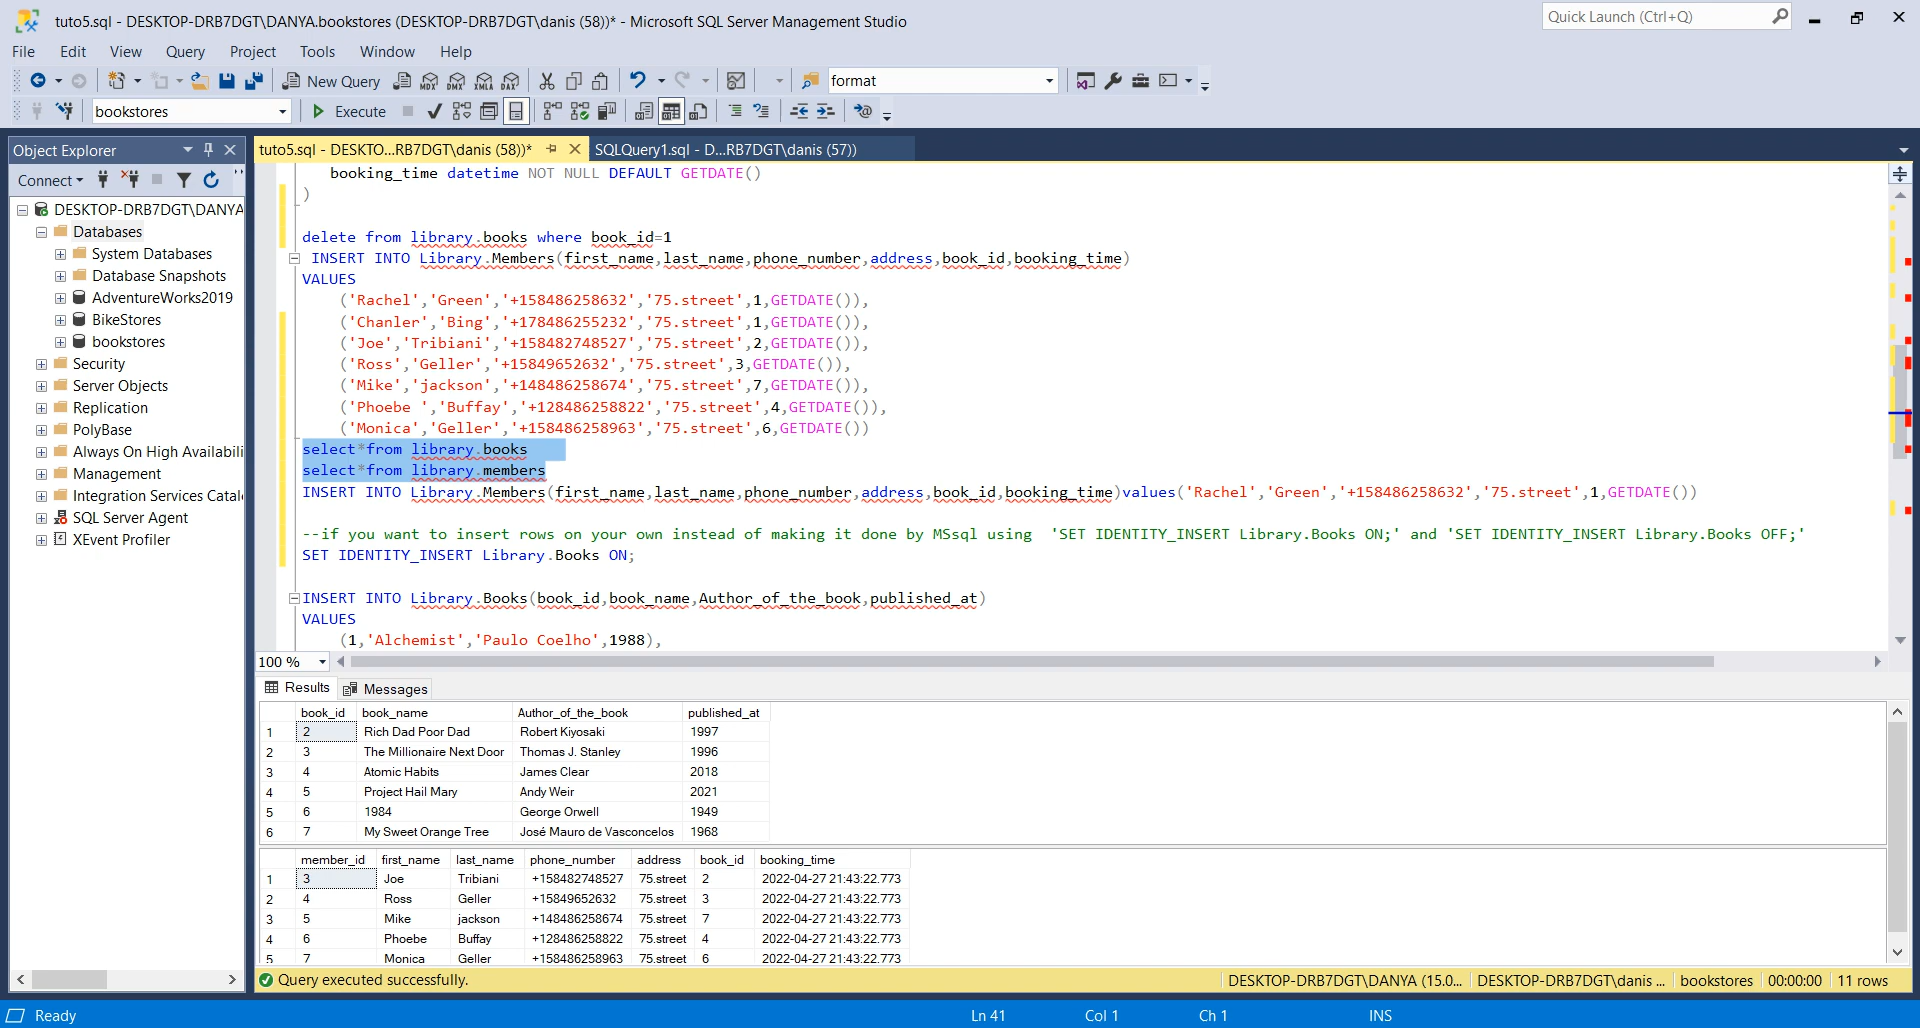 tuto5.sql - DESKTOP-DRB7DGT\DANYA.bookstores (DESKTOP-DRB7DGT\danis (58))* - Microsoft SQL Server Management Studio
Quick Launch (Ctrl+Q)
File Edit View Query Project Tools Window Help
New Query MDX DMX XMLA DAX format
bookstores Execute
Object Explorer
Connect
DESKTOP-DRB7DGT\DANYA
Databases
System Databases
Database Snapshots
AdventureWorks2019
BikeStores
bookstores
Security
Server Objects
Replication
PolyBase
Always On High Availabili
Management
Integration Services Catal
SQL Server Agent
XEvent Profiler
tuto5.sql - DESKTO...RB7DGT\danis (58))* SQLQuery1.sql - D...RB7DGT\danis (57))
booking_time datetime NOT NULL DEFAULT GETDATE()
)
delete from library.books where book_id=1
INSERT INTO Library.Members(first_name,last_name,phone_number,address,book_id,booking_time)
VALUES
('Rachel','Green','+158486258632','75.street',1,GETDATE()),
('Chanler','Bing','+178486255232','75.street',1,GETDATE()),
('Joe','Tribiani','+158482748527','75.street',2,GETDATE()),
('Ross','Geller','+15849652632','75.street',3,GETDATE()),
('Mike','jackson','+148486258674','75.street',7,GETDATE()),
('Phoebe ','Buffay','+128486258822','75.street',4,GETDATE()),
('Monica','Geller','+158486258963','75.street',6,GETDATE())
select*from library.books
select*from library.members
INSERT INTO Library.Members(first_name,last_name,phone_number,address,book_id,booking_time)values('Rachel','Green','+158486258632','75.street',1,GETDATE())
--if you want to insert rows on your own instead of making it done by MSsql using  'SET IDENTITY_INSERT Library.Books ON;' and 'SET IDENTITY_INSERT Library.Books OFF;'
SET IDENTITY_INSERT Library.Books ON;
INSERT INTO Library.Books(book_id,book_name,Author_of_the_book,published_at)
VALUES
(1,'Alchemist','Paulo Coelho',1988),
100 %
Results Messages
book_id book_name Author_of_the_book published_at
1 2 Rich Dad Poor Dad Robert Kiyosaki 1997
2 3 The Millionaire Next Door Thomas J. Stanley 1996
3 4 Atomic Habits James Clear 2018
4 5 Project Hail Mary Andy Weir 2021
5 6 1984 George Orwell 1949
6 7 My Sweet Orange Tree José Mauro de Vasconcelos 1968
member_id first_name last_name phone_number address book_id booking_time
1 3 Joe Tribiani +158482748527 75.street 2 2022-04-27 21:43:22.773
2 4 Ross Geller +15849652632 75.street 3 2022-04-27 21:43:22.773
3 5 Mike jackson +148486258674 75.street 7 2022-04-27 21:43:22.773
4 6 Phoebe Buffay +128486258822 75.street 4 2022-04-27 21:43:22.773
5 7 Monica Geller +158486258963 75.street 6 2022-04-27 21:43:22.773
Query executed successfully. DESKTOP-DRB7DGT\DANYA (15.0... DESKTOP-DRB7DGT\danis ... bookstores 00:00:00 11 rows
Ready Ln 41 Col 1 Ch 1 INS